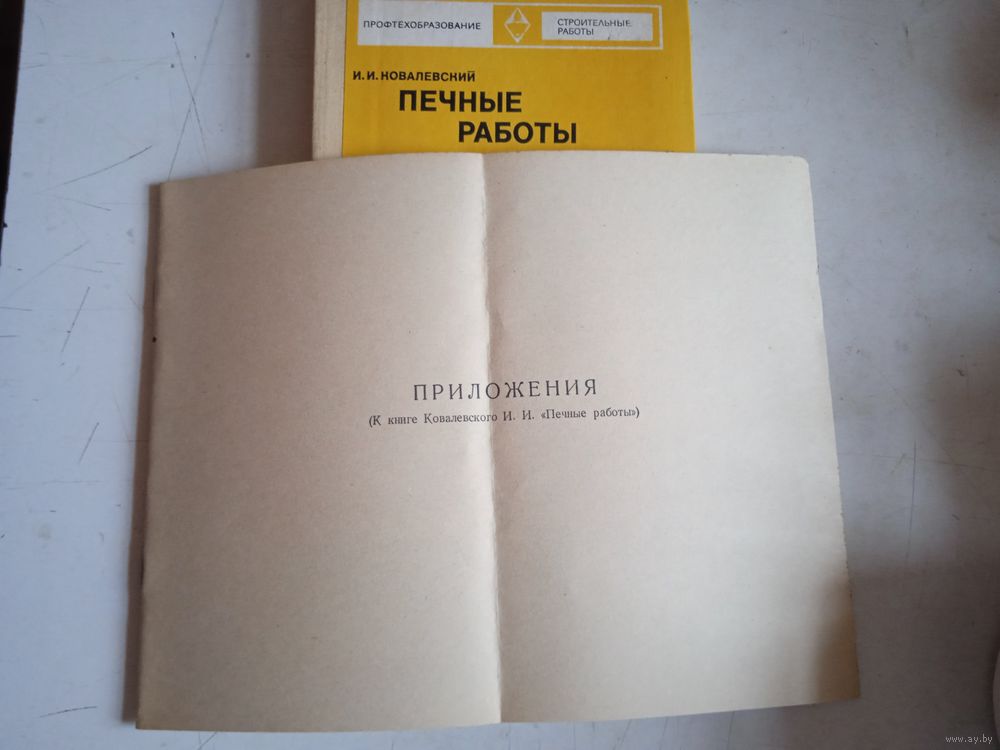 ПРОФТЕХОБРАЗОВАНИЕ
СТРОИТЕЛЬНЫЕ
РАБОТЫ
И. И. КОВАЛЕВСКИЙ
ПЕЧНЫЕ
РАБОТЫ
ПРИЛОЖЕНИЯ
(К книге Ковалевского И. И. «Печные работы»)
www.ay.by